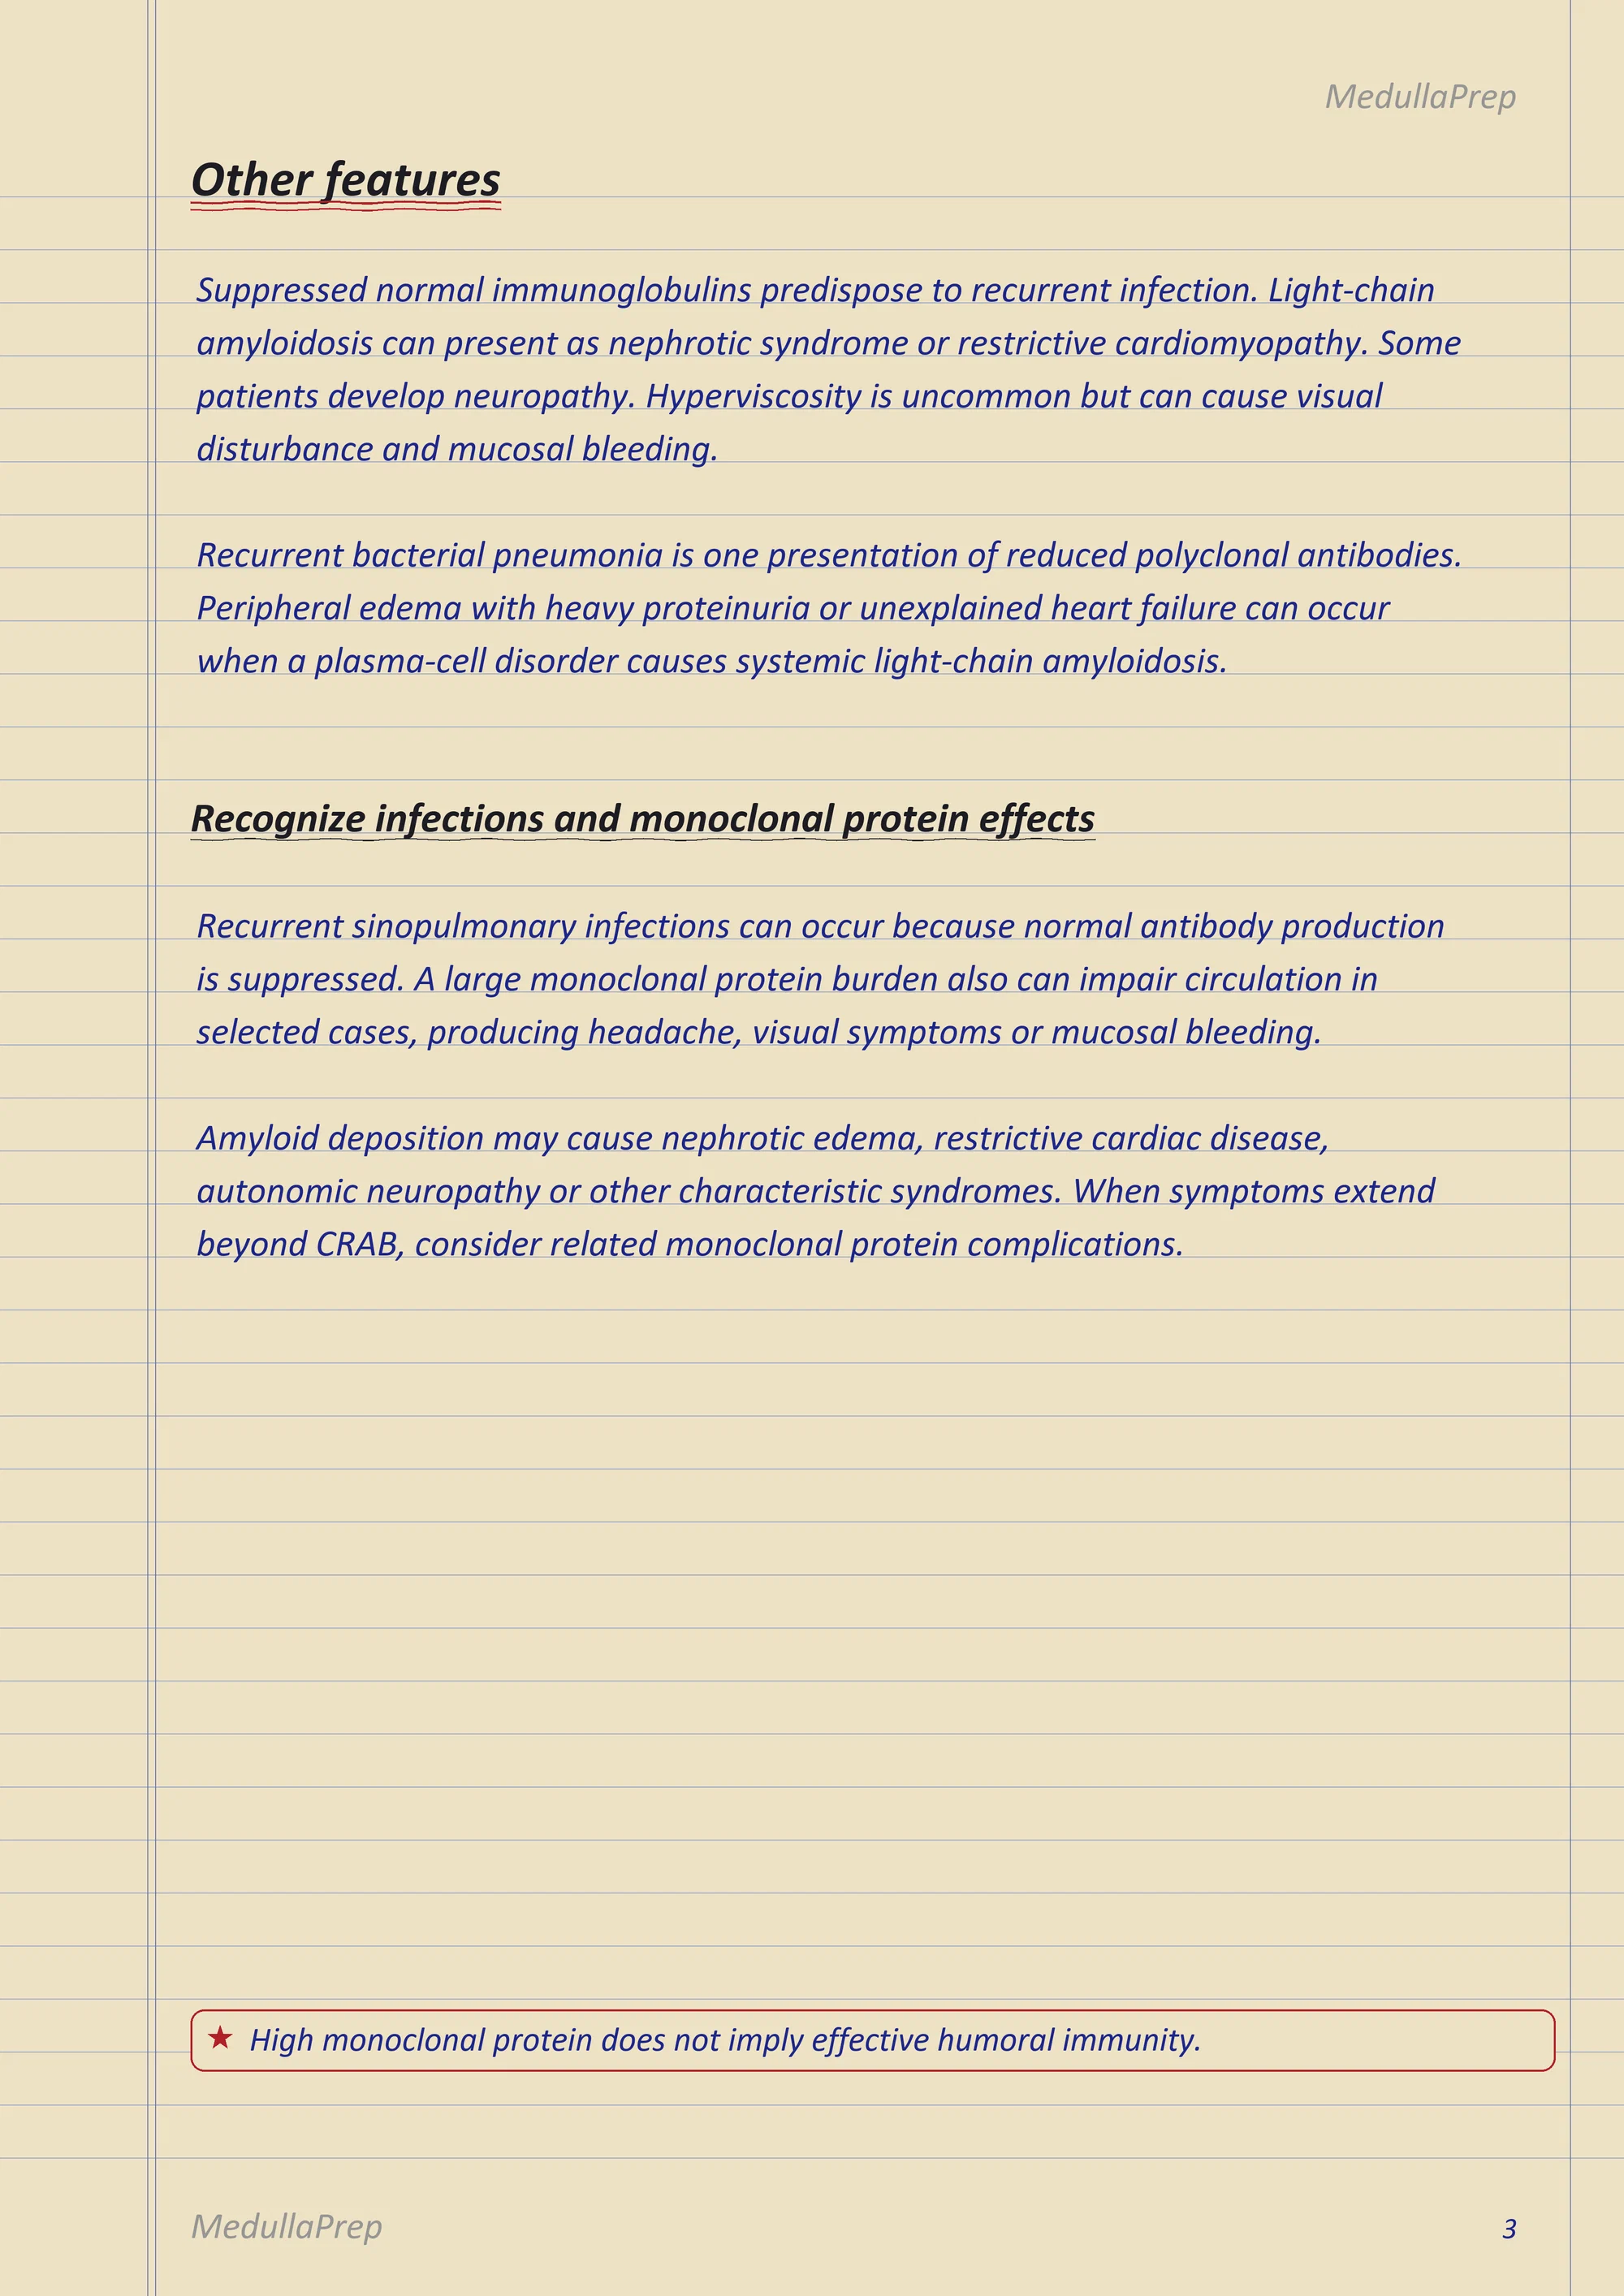 MedullaPrep
Other features
Suppressed normal immunoglobulins predispose to recurrent infection. Light-chain
amyloidosis can present as nephrotic syndrome or restrictive cardiomyopathy. Some
patients develop neuropathy. Hyperviscosity is uncommon but can cause visual
disturbance and mucosal bleeding.
Recurrent bacterial pneumonia is one presentation of reduced polyclonal antibodies.
Peripheral edema with heavy proteinuria or unexplained heart failure can occur
when a plasma-cell disorder causes systemic light-chain amyloidosis.
Recognize infections and monoclonal protein effects
Recurrent sinopulmonary infections can occur because normal antibody production
is suppressed. A large monoclonal protein burden also can impair circulation in
selected cases, producing headache, visual symptoms or mucosal bleeding.
Amyloid deposition may cause nephrotic edema, restrictive cardiac disease,
autonomic neuropathy or other characteristic syndromes. When symptoms extend
beyond CRAB, consider related monoclonal protein complications.
★ High monoclonal protein does not imply effective humoral immunity.
MedullaPrep
3